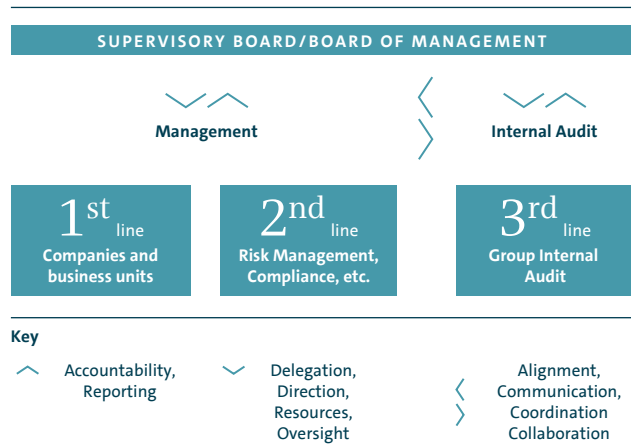 SUPERVISORY BOARD/BOARD OF MANAGEMENT
Management
Internal Audit
1st line
Companies and
business units
2nd line
Risk Management,
Compliance, etc.
3rd line
Group Internal
Audit
Key
Accountability,
Reporting
Delegation,
Direction,
Resources,
Oversight
Alignment,
Communication,
Coordination
Collaboration